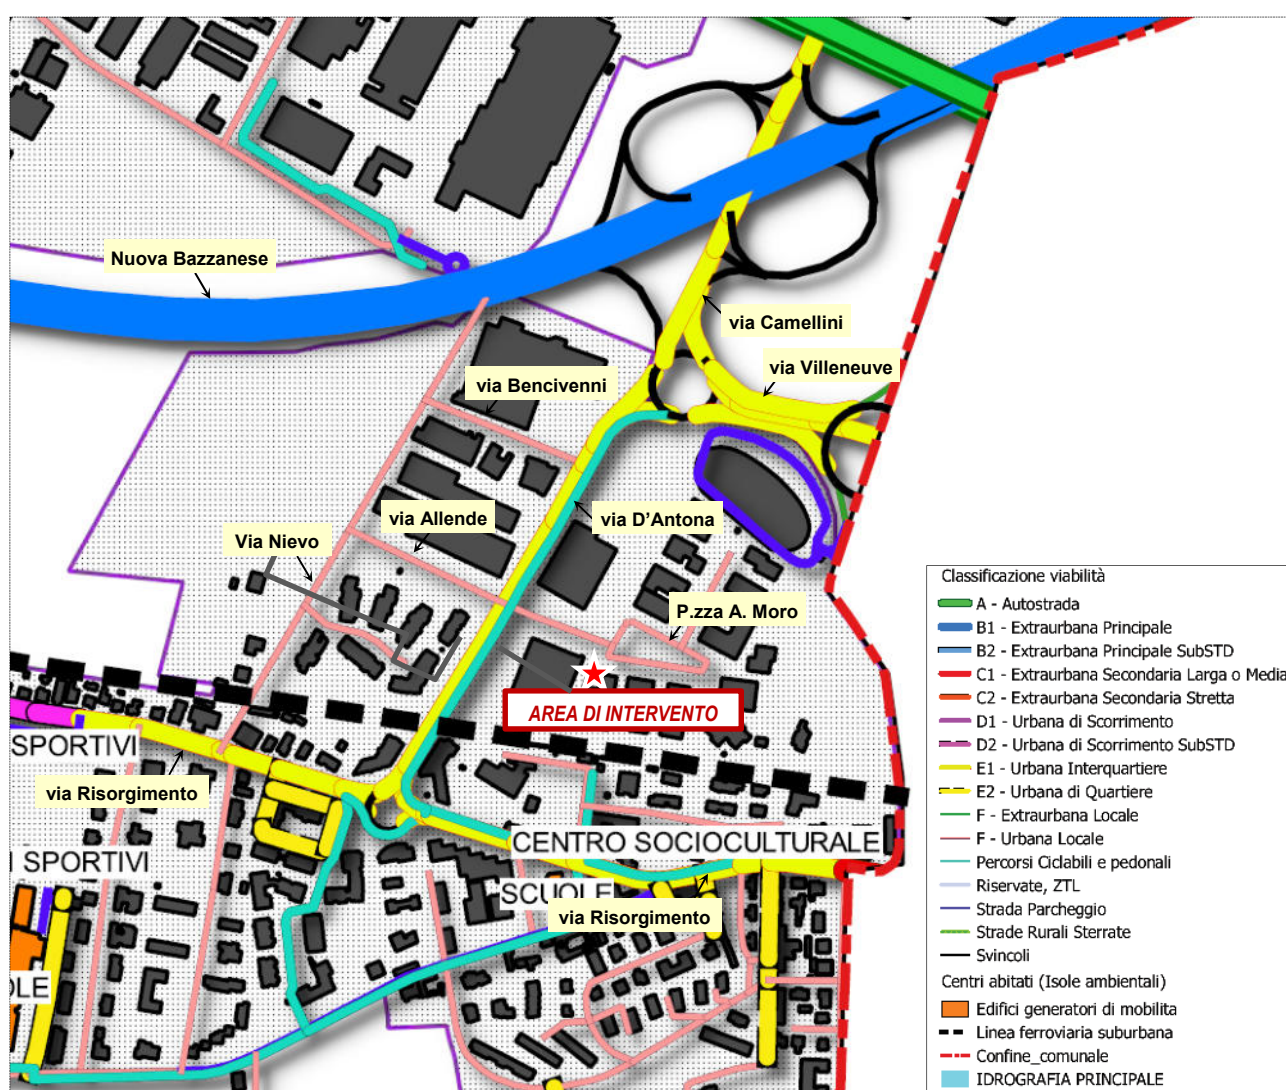 Nuova Bazzanese
via Camellini
via Villeneuve
via Bencivenni
via Allende
via D'Antona
Via Nievo
P.zza A. Moro
AREA DI INTERVENTO
SPORTIVI
via Risorgimento
CENTRO SOCIOCULTURALE
I SPORTIVI
SCUOLE
via Risorgimento
OLE
Classificazione viabilità
A - Autostrada
B1 - Extraurbana Principale
B2 - Extraurbana Principale SubSTD
C1 - Extraurbana Secondaria Larga o Media
C2 - Extraurbana Secondaria Stretta
D1 - Urbana di Scorrimento
D2 - Urbana di Scorrimento SubSTD
E1 - Urbana Interquartiere
E2 - Urbana di Quartiere
F - Extraurbana Locale
F - Urbana Locale
Percorsi Ciclabili e pedonali
Riservate, ZTL
Strada Parcheggio
Strade Rurali Sterrate
Svincoli
Centri abitati (Isole ambientali)
Edifici generatori di mobilita
Linea ferroviaria suburbana
Confine_comunale
IDROGRAFIA PRINCIPALE